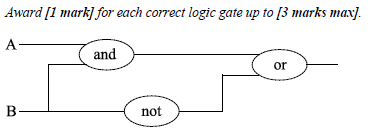 Award [1 mark] for each correct logic gate up to [3 marks max].
A
and
or
B
not